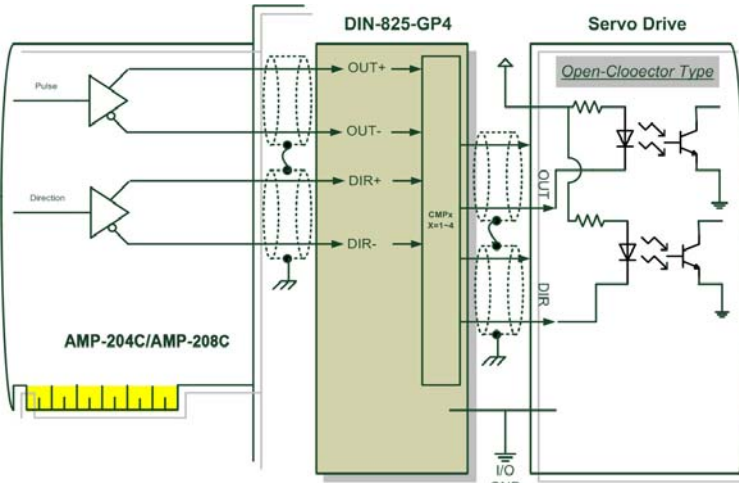 DIN-825-GP4
Servo Drive
Open-Clooector Type
Pulse
OUT+
OUT-
DIR+
DIR-
Direction
CMPx
X=1~4
OUT
DIR
AMP-204C/AMP-208C
I/O